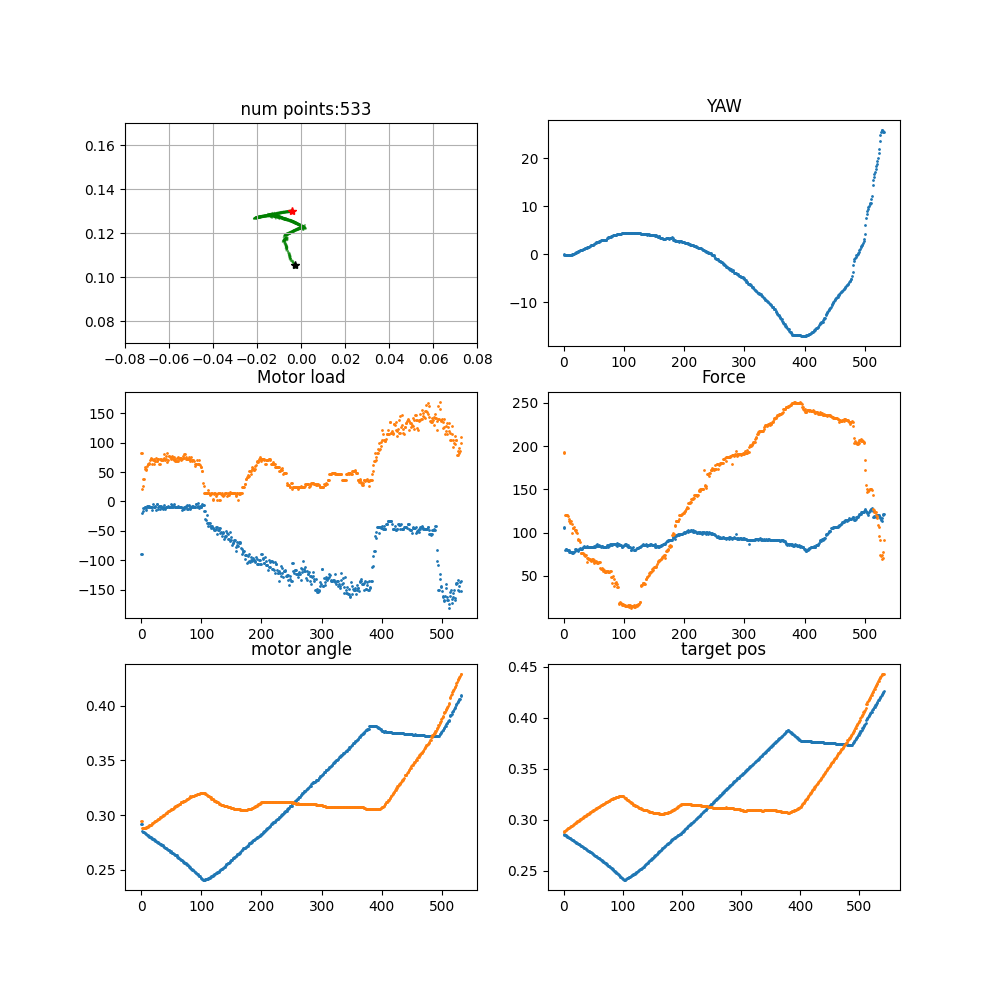 num points:533
YAW
0.16
0.14
0.12
0.10
0.08
−0.08 −0.06 −0.04 −0.02 0.00 0.02 0.04 0.06 0.08
20
10
0
−10
0 100 200 300 400 500
Motor load
Force
150
100
50
0
−50
−100
−150
0 100 200 300 400 500
250
200
150
100
50
0 100 200 300 400 500
motor angle
target pos
0.40
0.35
0.30
0.25
0 100 200 300 400 500
0.45
0.40
0.35
0.30
0.25
0 100 200 300 400 500